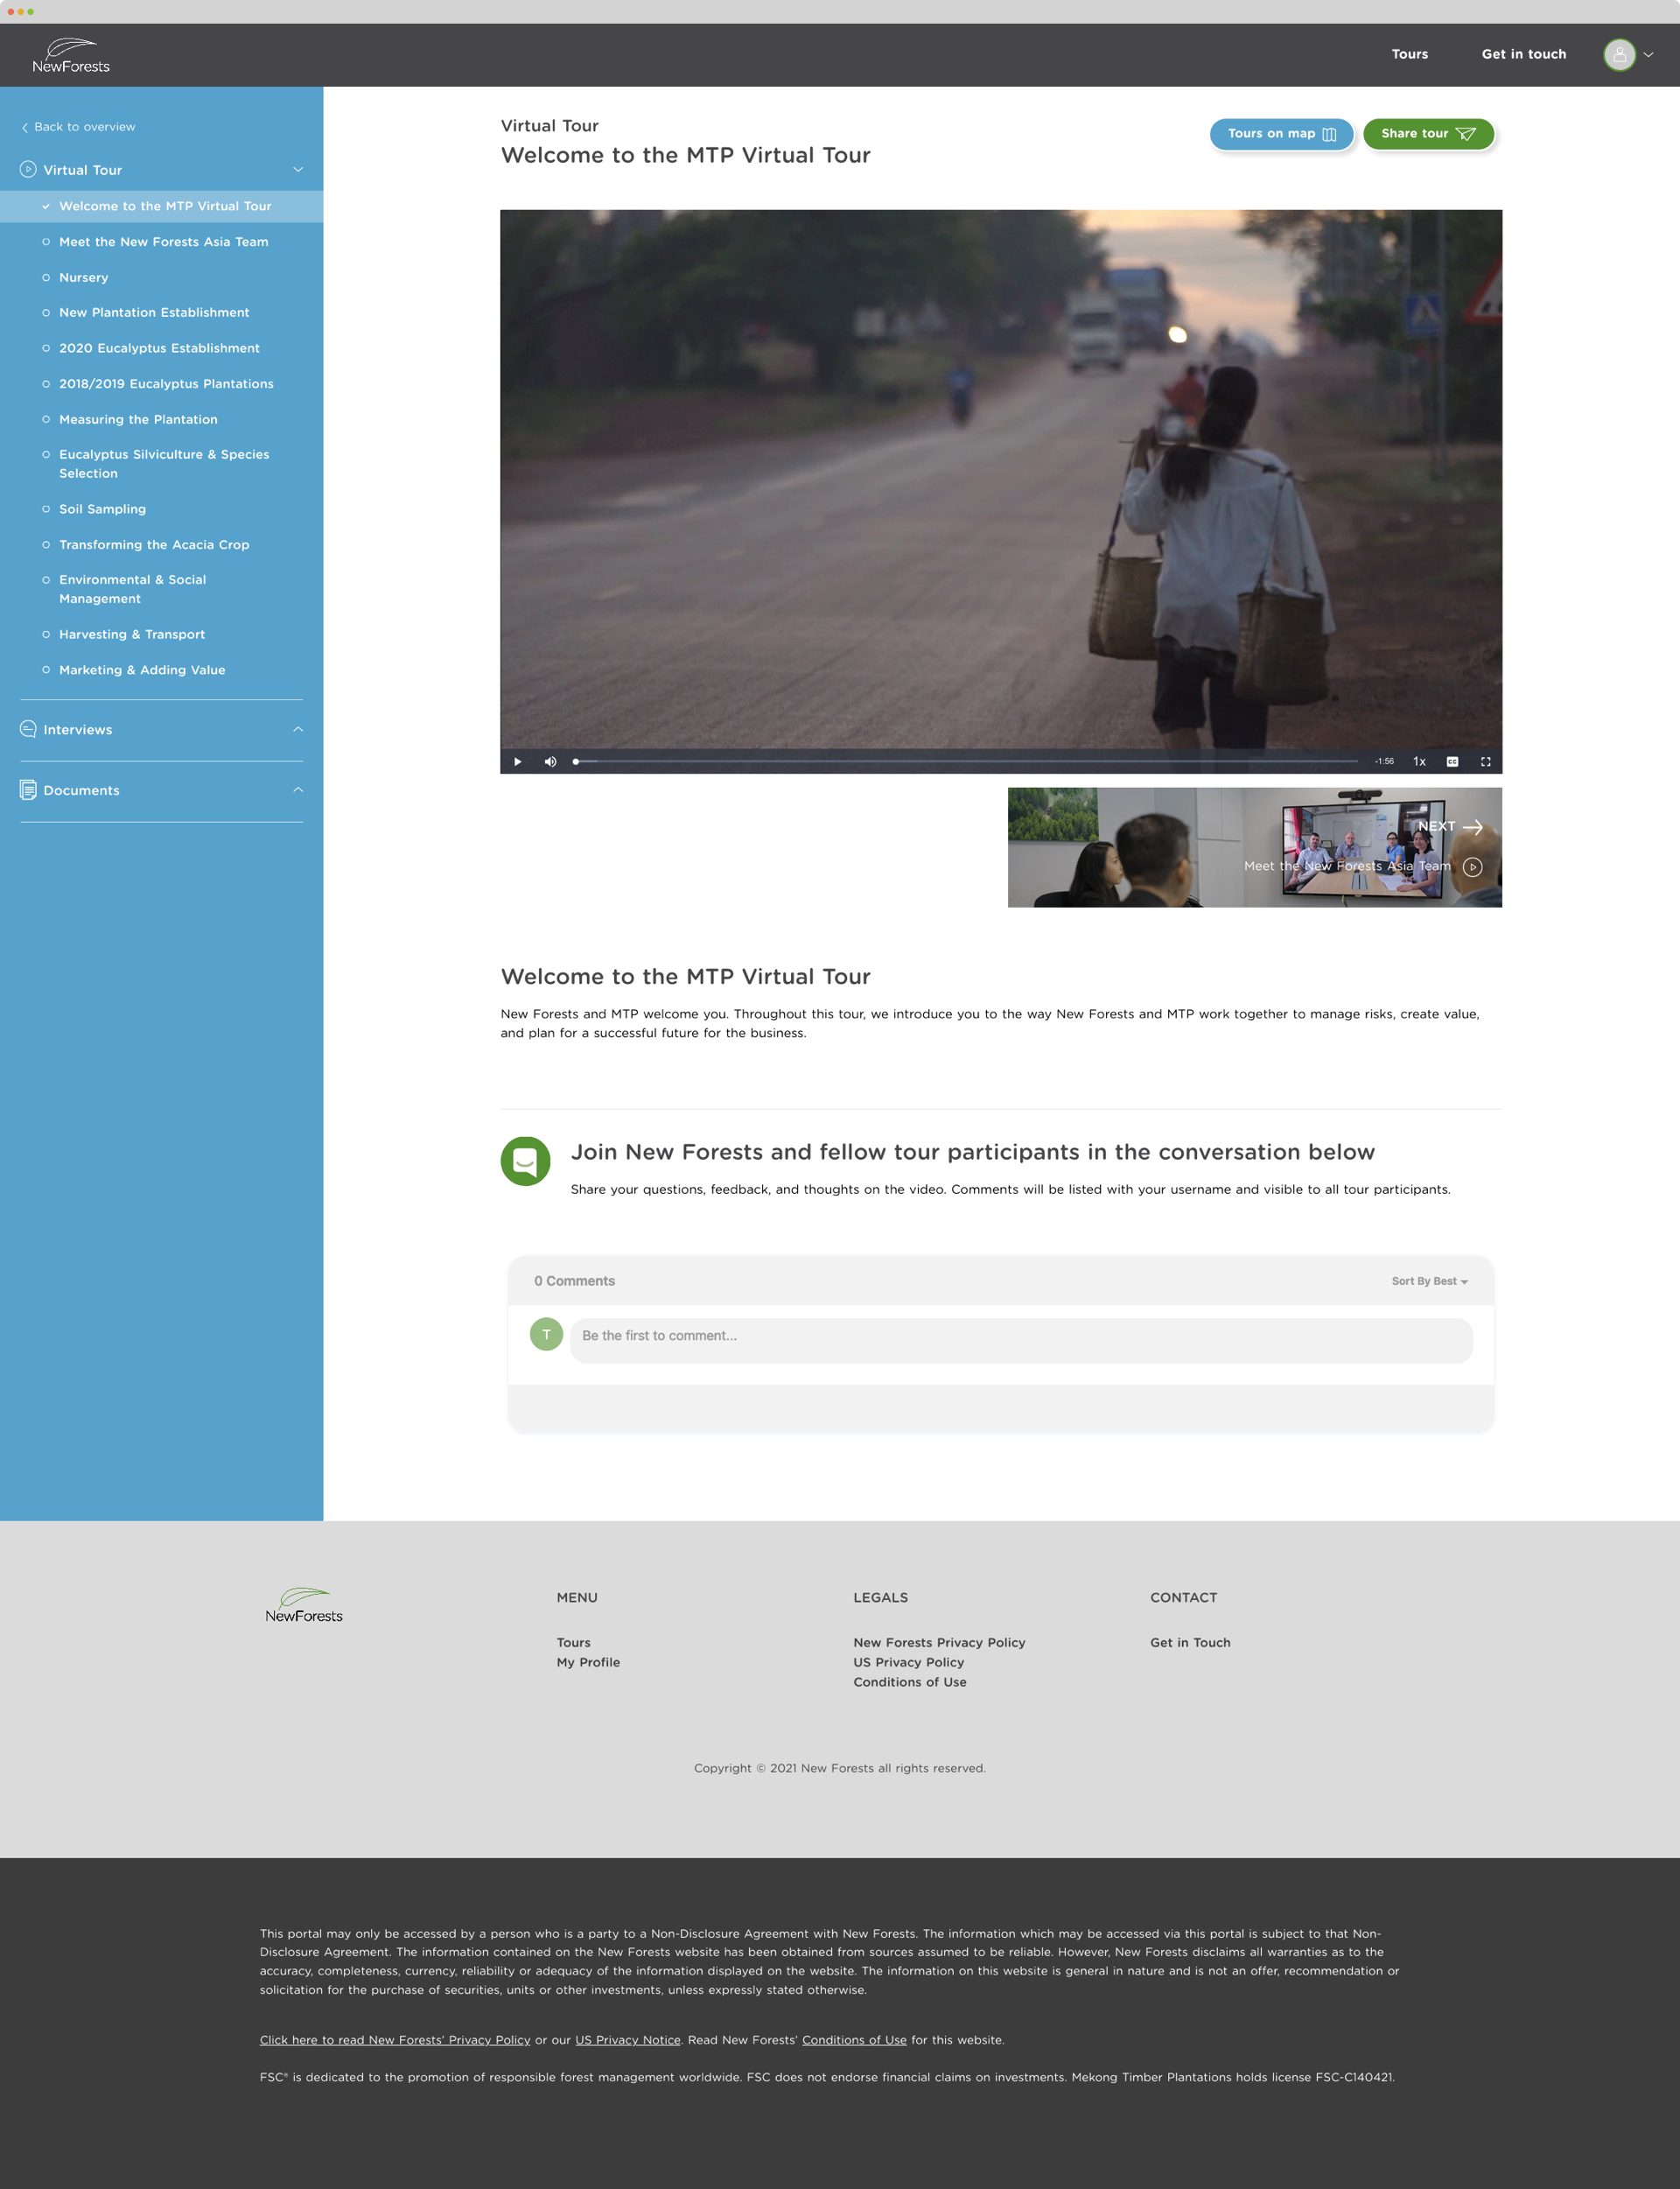 NewForests
Tours
Get in touch
Back to overview
Virtual Tour
Welcome to the MTP Virtual Tour
Meet the New Forests Asia Team
Nursery
New Plantation Establishment
2020 Eucalyptus Establishment
2018/2019 Eucalyptus Plantations
Measuring the Plantation
Eucalyptus Silviculture & Species
Selection
Soil Sampling
Transforming the Acacia Crop
Environmental & Social
Management
Harvesting & Transport
Marketing & Adding Value
Interviews
Documents
Virtual Tour
Welcome to the MTP Virtual Tour
Tours on map
Share tour
-1:56
1x
CC
NEXT
Meet the New Forests Asia Team
Welcome to the MTP Virtual Tour
New Forests and MTP welcome you. Throughout this tour, we introduce you to the way New Forests and MTP work together to manage risks, create value,
and plan for a successful future for the business.
Join New Forests and fellow tour participants in the conversation below
Share your questions, feedback, and thoughts on the video. Comments will be listed with your username and visible to all tour participants.
0 Comments
Sort By Best
T
Be the first to comment...
NewForests
MENU
Tours
My Profile
LEGALS
New Forests Privacy Policy
US Privacy Policy
Conditions of Use
CONTACT
Get in Touch
Copyright © 2021 New Forests all rights reserved.
This portal may only be accessed by a person who is a party to a Non-Disclosure Agreement with New Forests. The information which may be accessed via this portal is subject to that Non-
Disclosure Agreement. The information contained on the New Forests website has been obtained from sources assumed to be reliable. However, New Forests disclaims all warranties as to the
accuracy, completeness, currency, reliability or adequacy of the information displayed on the website. The information on this website is general in nature and is not an offer, recommendation or
solicitation for the purchase of securities, units or other investments, unless expressly stated otherwise.
Click here to read New Forests’ Privacy Policy or our US Privacy Notice. Read New Forests’ Conditions of Use for this website.
FSC® is dedicated to the promotion of responsible forest management worldwide. FSC does not endorse financial claims on investments. Mekong Timber Plantations holds license FSC-C140421.